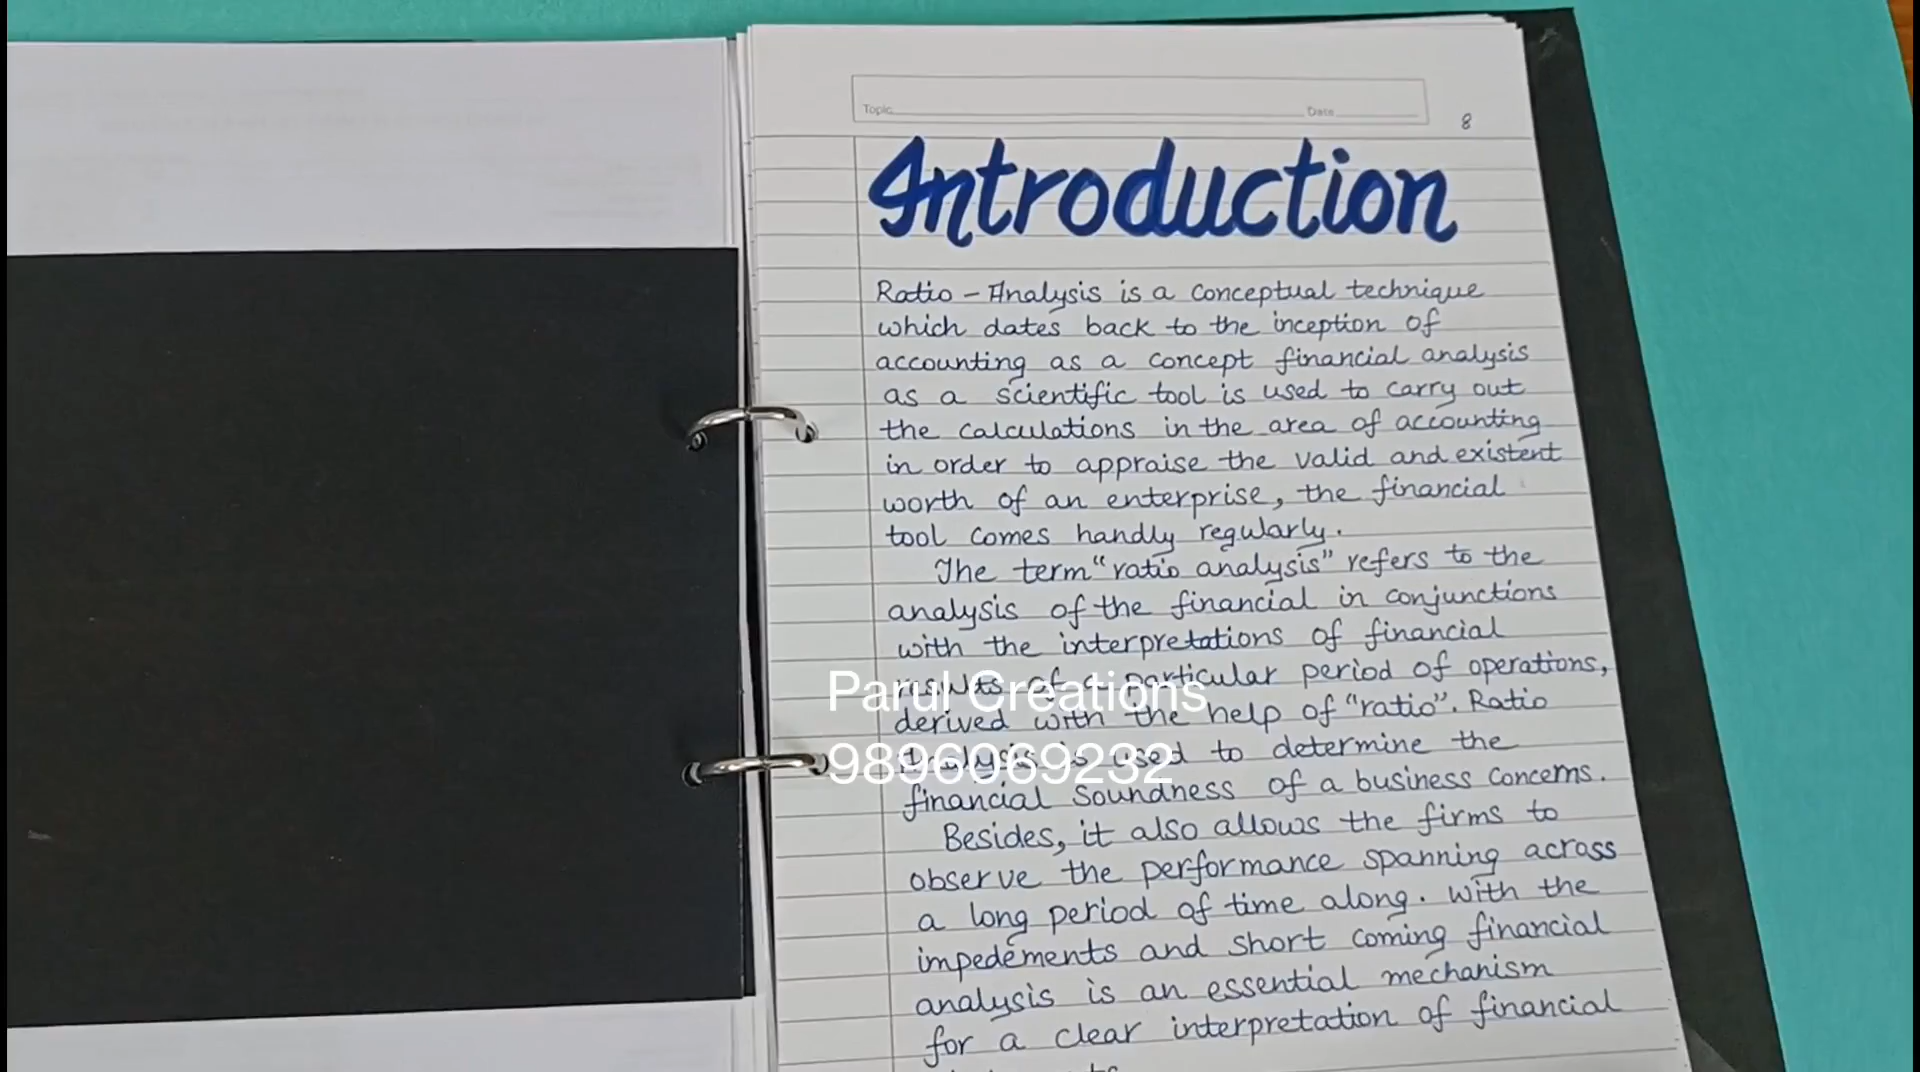 Topic
Date
8
Introduction
Ratio - Analysis is a conceptual technique
which dates back to the inception of
accounting as a concept financial analysis
as a scientific tool is used to carry out
the calculations in the area of accounting
in order to appraise the valid and existent
worth of an enterprise, the financial
tool comes handly regularly.
The term "ratio analysis" refers to the
analysis of the financial in conjunctions
with the interpretations of financial
results of a particular period of operations,
Parul Creations
derived with the help of "ratio". Ratio
Analysis is used to determine the
9896069232
financial soundness of a business concerns.
Besides, it also allows the firms to
observe the performance spanning across
a long period of time along. with the
impedements and short coming financial
analysis is an essential mechanism
for a clear interpretation of financial